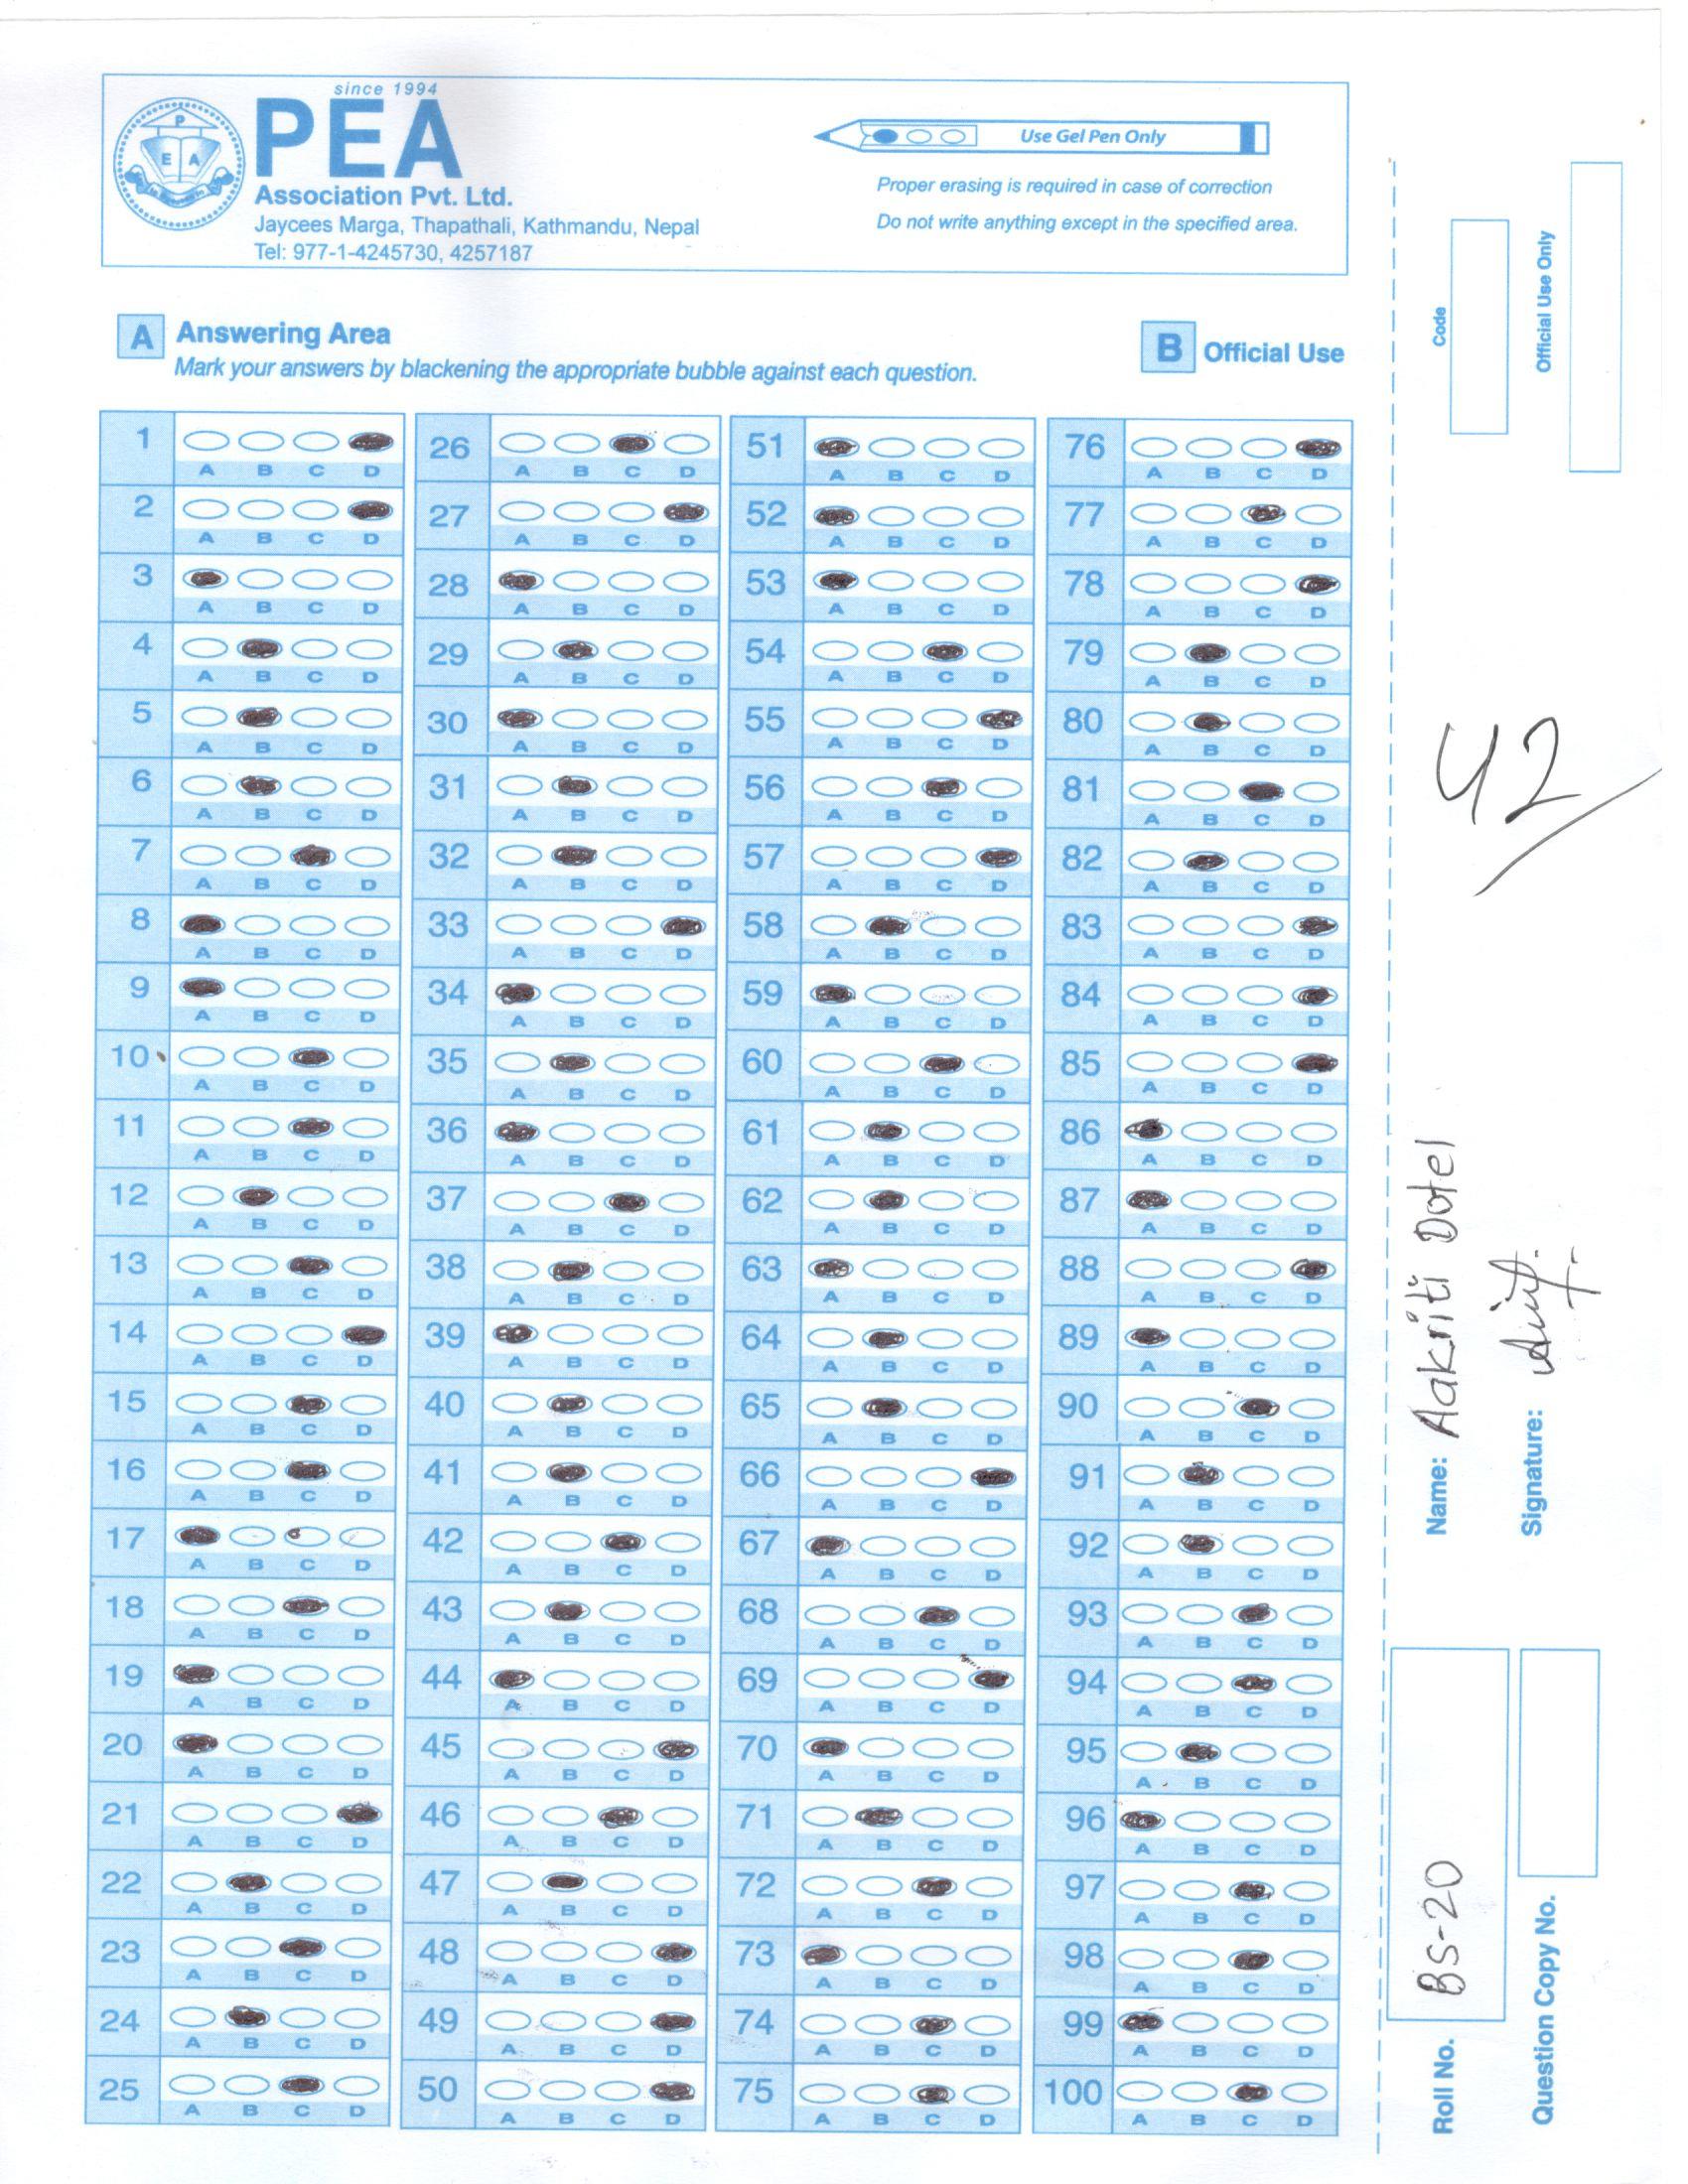 since 1994
PEA
Association Pvt. Ltd.
Jaycees Marga, Thapathali, Kathmandu, Nepal
Tel: 977-1-4245730, 4257187
P
E A
Use Gel Pen Only
Proper erasing is required in case of correction
Do not write anything except in the specified area.
A Answering Area
Mark your answers by blackening the appropriate bubble against each question.
B Official Use
1 A B C D 26 A B C D 51 A B C D 76 A B C D
2 A B C D 27 A B C D 52 A B C D 77 A B C D
3 A B C D 28 A B C D 53 A B C D 78 A B C D
4 A B C D 29 A B C D 54 A B C D 79 A B C D
5 A B C D 30 A B C D 55 A B C D 80 A B C D
6 A B C D 31 A B C D 56 A B C D 81 A B C D
7 A B C D 32 A B C D 57 A B C D 82 A B C D
8 A B C D 33 A B C D 58 A B C D 83 A B C D
9 A B C D 34 A B C D 59 A B C D 84 A B C D
10 A B C D 35 A B C D 60 A B C D 85 A B C D
11 A B C D 36 A B C D 61 A B C D 86 A B C D
12 A B C D 37 A B C D 62 A B C D 87 A B C D
13 A B C D 38 A B C D 63 A B C D 88 A B C D
14 A B C D 39 A B C D 64 A B C D 89 A B C D
15 A B C D 40 A B C D 65 A B C D 90 A B C D
16 A B C D 41 A B C D 66 A B C D 91 A B C D
17 A B C D 42 A B C D 67 A B C D 92 A B C D
18 A B C D 43 A B C D 68 A B C D 93 A B C D
19 A B C D 44 A B C D 69 A B C D 94 A B C D
20 A B C D 45 A B C D 70 A B C D 95 A B C D
21 A B C D 46 A B C D 71 A B C D 96 A B C D
22 A B C D 47 A B C D 72 A B C D 97 A B C D
23 A B C D 48 A B C D 73 A B C D 98 A B C D
24 A B C D 49 A B C D 74 A B C D 99 A B C D
25 A B C D 50 A B C D 75 A B C D 100 A B C D
Code
Official Use Only
42
Name: Aakriti Dotel
Signature:
Roll No. BS-20
Question Copy No.